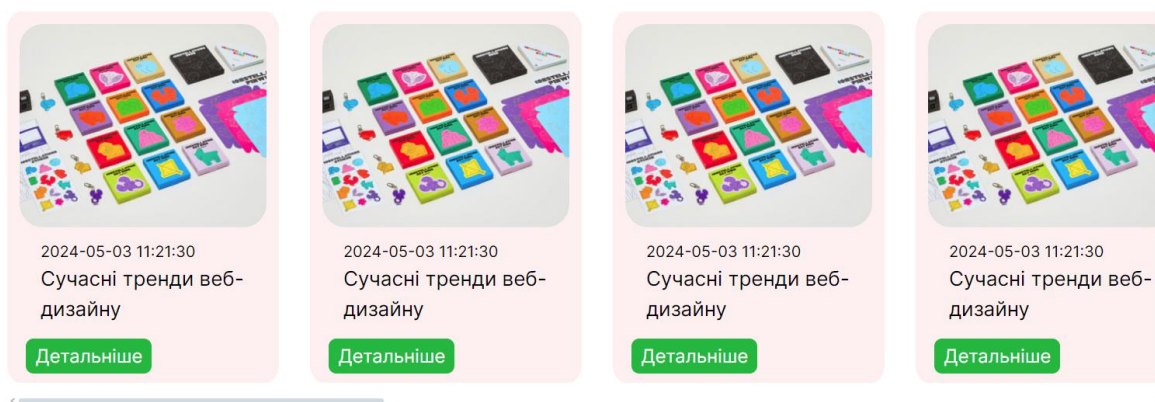 2024-05-03 11:21:30
Сучасні тренди веб-
дизайну
Детальніше
2024-05-03 11:21:30
Сучасні тренди веб-
дизайну
Детальніше
2024-05-03 11:21:30
Сучасні тренди веб-
дизайну
Детальніше
2024-05-03 11:21:30
Сучасні тренди веб-
дизайну
Детальніше